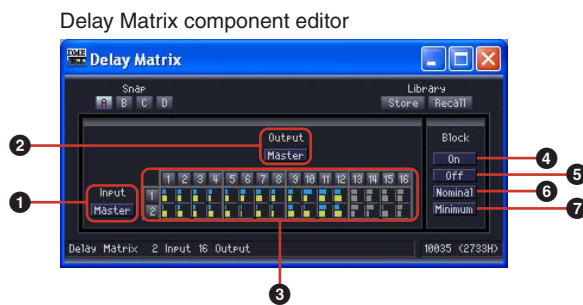 Delay Matrix component editor
Delay Matrix
Snap
Library
A B C D
Store Recall
Output
Block
Master
1 2 3 4 5 6 7 8 9 10 11 12 13 14 15 16
Input
Master
1
2
On
Off
Nominal
Minimum
Delay Matrix 2 Input 16 Output
10035 (2733H)
1
2
3
4
5
6
7